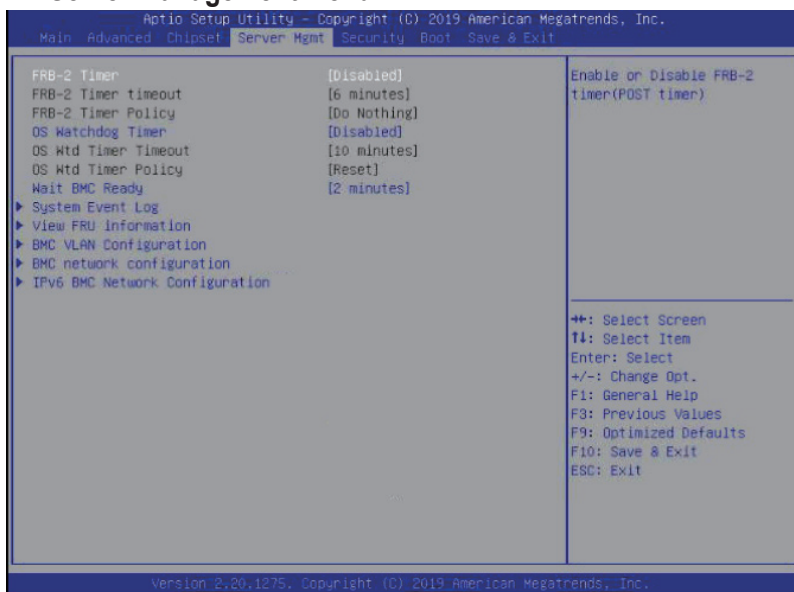 Aptio Setup Utility – Copyright (C) 2019 American Megatrends, Inc.
Main Advanced Chipset Server Mgmt Security Boot Save & Exit
FRB-2 Timer [Disabled]
FRB-2 Timer timeout [6 minutes]
FRB-2 Timer Policy [Do Nothing]
OS Watchdog Timer [Disabled]
OS Wtd Timer Timeout [10 minutes]
OS Wtd Timer Policy [Reset]
Wait BMC Ready [2 minutes]
▶ System Event Log
▶ View FRU information
▶ BMC VLAN Configuration
▶ BMC network configuration
▶ IPv6 BMC Network Configuration
Enable or Disable FRB-2
timer(POST timer)
→←: Select Screen
↑↓: Select Item
Enter: Select
+/-: Change Opt.
F1: General Help
F3: Previous Values
F9: Optimized Defaults
F10: Save & Exit
ESC: Exit
Version 2.20.1275. Copyright (C) 2019 American Megatrends, Inc.